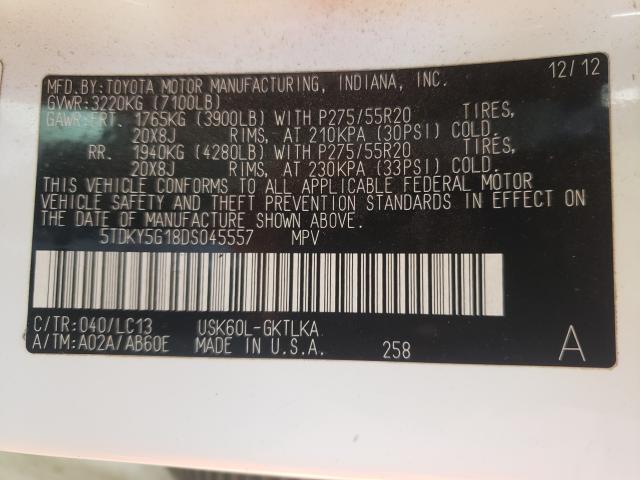 MFD.BY:TOYOTA MOTOR MANUFACTURING, INDIANA, INC. 12/12
GVWR:3220KG (7100LB)
GAWR:FRT. 1765KG (3900LB) WITH P275/55R20 TIRES,
20X8J RIMS, AT 210KPA (30PSI) COLD.
RR. 1940KG (4280LB) WITH P275/55R20 TIRES,
20X8J RIMS, AT 230KPA (33PSI) COLD.
THIS VEHICLE CONFORMS TO ALL APPLICABLE FEDERAL MOTOR
VEHICLE SAFETY AND THEFT PREVENTION STANDARDS IN EFFECT ON
THE DATE OF MANUFACTURE SHOWN ABOVE.
5TDKY5G18DS045557 MPV
C/TR:040/LC13 USK60L-GKTLKA
A/TM:A02A/AB60E MADE IN U.S.A. 258 A